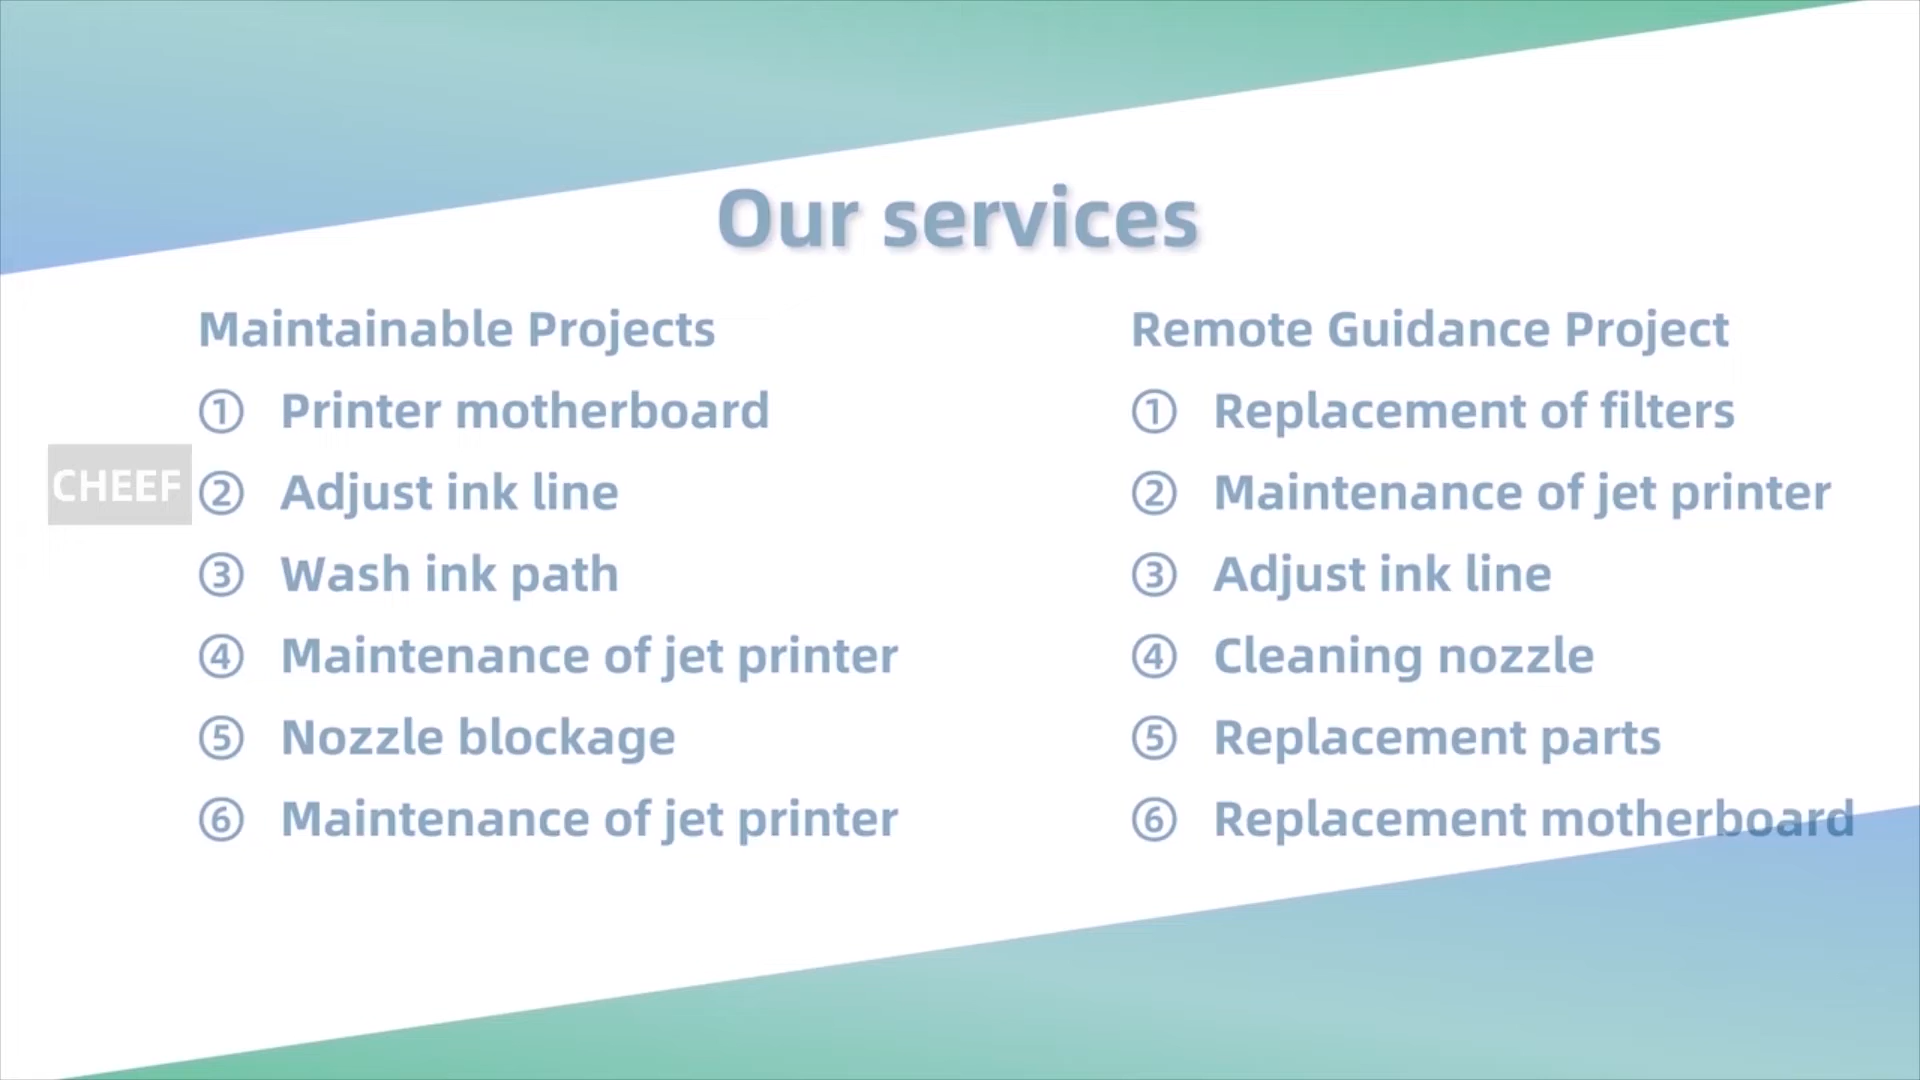 Our services
Maintainable Projects
① Printer motherboard
② Adjust ink line
③ Wash ink path
④ Maintenance of jet printer
⑤ Nozzle blockage
⑥ Maintenance of jet printer
Remote Guidance Project
① Replacement of filters
② Maintenance of jet printer
③ Adjust ink line
④ Cleaning nozzle
⑤ Replacement parts
⑥ Replacement motherboard
CHEEF